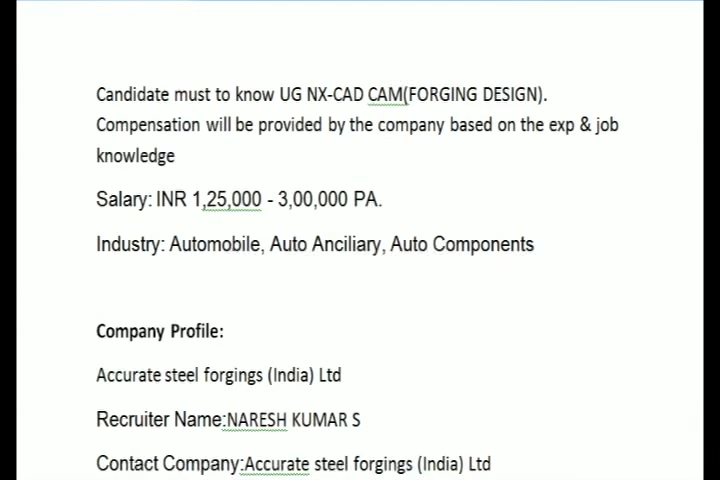 Candidate must to know UG NX-CAD CAM(FORGING DESIGN).
Compensation will be provided by the company based on the exp & job
knowledge
Salary: INR 1,25,000 - 3,00,000 PA.
Industry: Automobile, Auto Anciliary, Auto Components
Company Profile:
Accurate steel forgings (India) Ltd
Recruiter Name:NARESH KUMAR S
Contact Company:Accurate steel forgings (India) Ltd